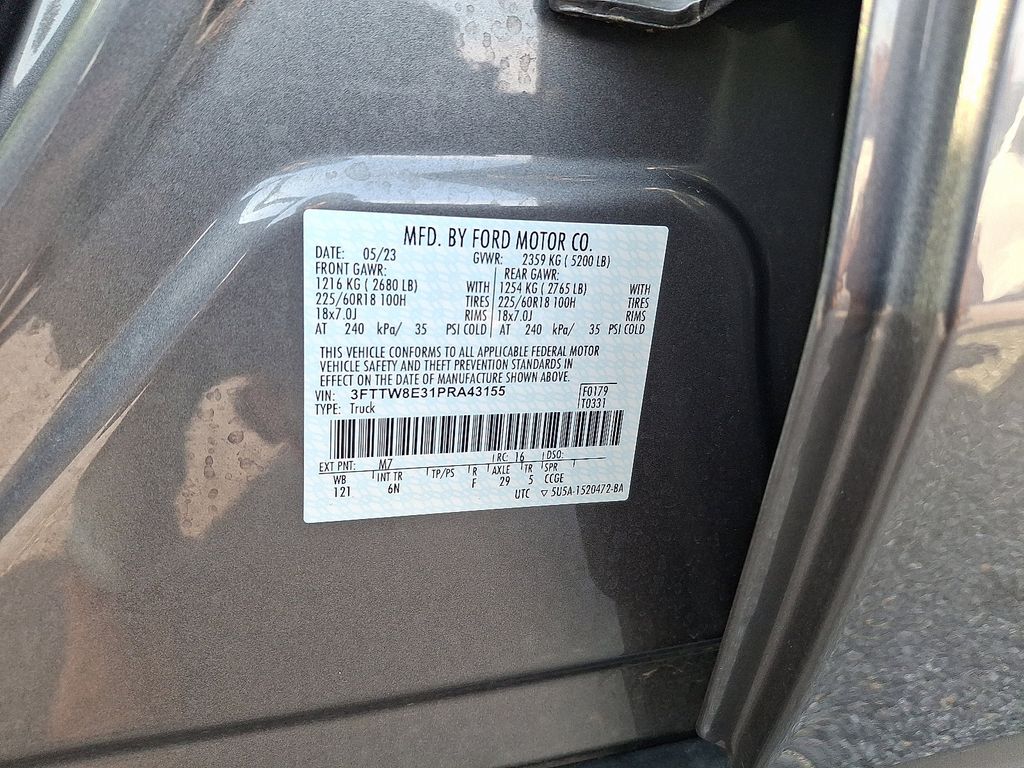 MFD. BY FORD MOTOR CO.
DATE: 05/23 GVWR: 2359 KG ( 5200 LB)
FRONT GAWR: REAR GAWR:
1216 KG ( 2680 LB) WITH 1254 KG ( 2765 LB) WITH
225/60R18 100H TIRES 225/60R18 100H TIRES
18x7.0J RIMS 18x7.0J RIMS
AT 240 kPa/ 35 PSI COLD AT 240 kPa/ 35 PSI COLD
THIS VEHICLE CONFORMS TO ALL APPLICABLE FEDERAL MOTOR
VEHICLE SAFETY AND THEFT PREVENTION STANDARDS IN
EFFECT ON THE DATE OF MANUFACTURE SHOWN ABOVE.
VIN: 3FTTW8E31PRA43155 F0179
TYPE: Truck T0331
EXT PNT: M7 RC: 16 DSO:
WB INT TR TP/PS R AXLE TR SPR
121 6N F 29 5 CCGE
UTC ▽ 5U5A-1520472-BA